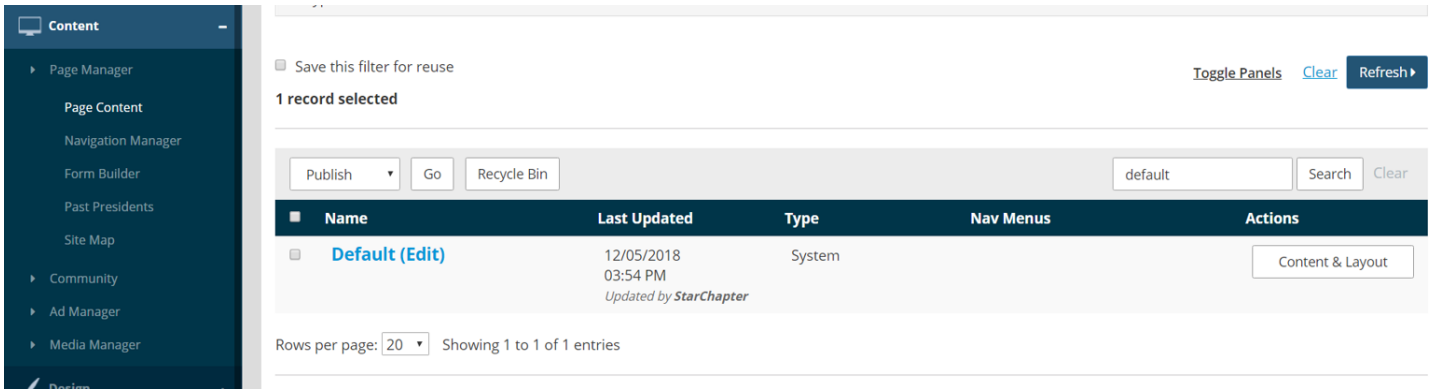 Content
Page Manager
Page Content
Navigation Manager
Form Builder
Past Presidents
Site Map
Community
Ad Manager
Media Manager
Design
Save this filter for reuse
1 record selected
Toggle Panels Clear Refresh
Publish Go Recycle Bin default Search Clear
Name Last Updated Type Nav Menus Actions
Default (Edit) 12/05/2018 System Content & Layout
03:54 PM
Updated by StarChapter
Rows per page: 20 Showing 1 to 1 of 1 entries